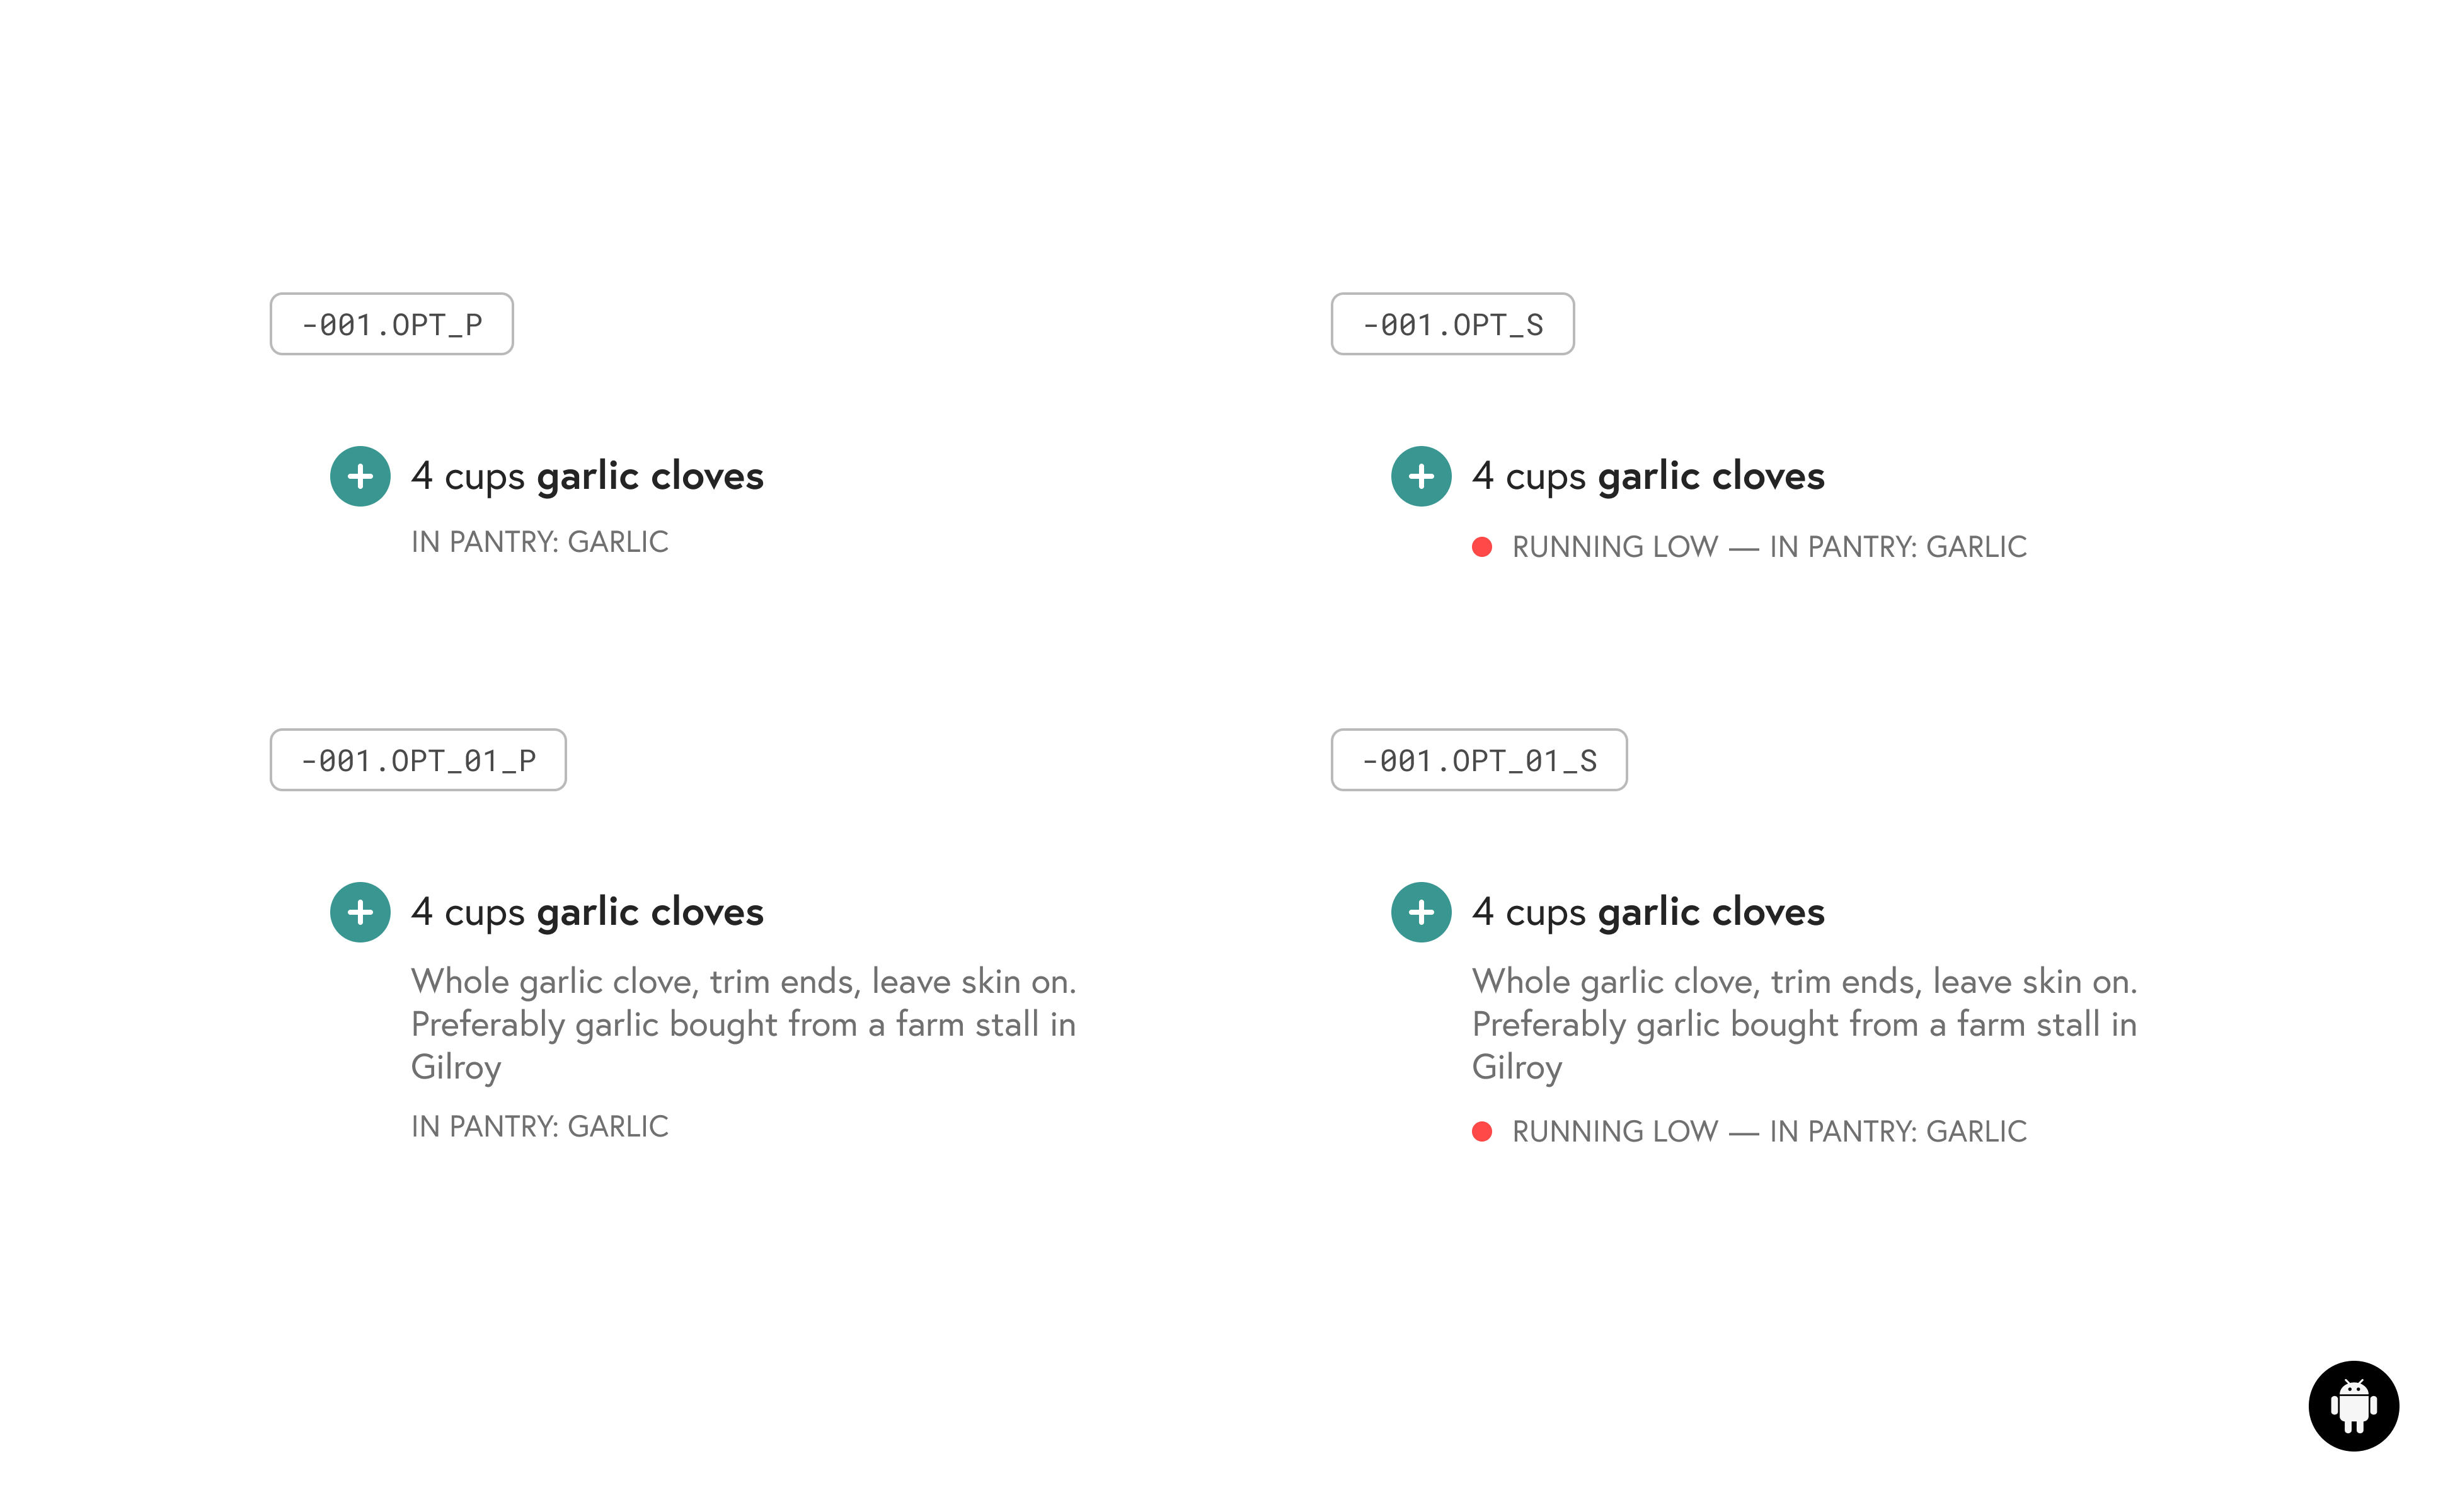 -001.OPT_P
4 cups garlic cloves
IN PANTRY: GARLIC
-001.OPT_S
4 cups garlic cloves
RUNNING LOW — IN PANTRY: GARLIC
-001.OPT_01_P
4 cups garlic cloves
Whole garlic clove, trim ends, leave skin on.
Preferably garlic bought from a farm stall in
Gilroy
IN PANTRY: GARLIC
-001.OPT_01_S
4 cups garlic cloves
Whole garlic clove, trim ends, leave skin on.
Preferably garlic bought from a farm stall in
Gilroy
RUNNING LOW — IN PANTRY: GARLIC